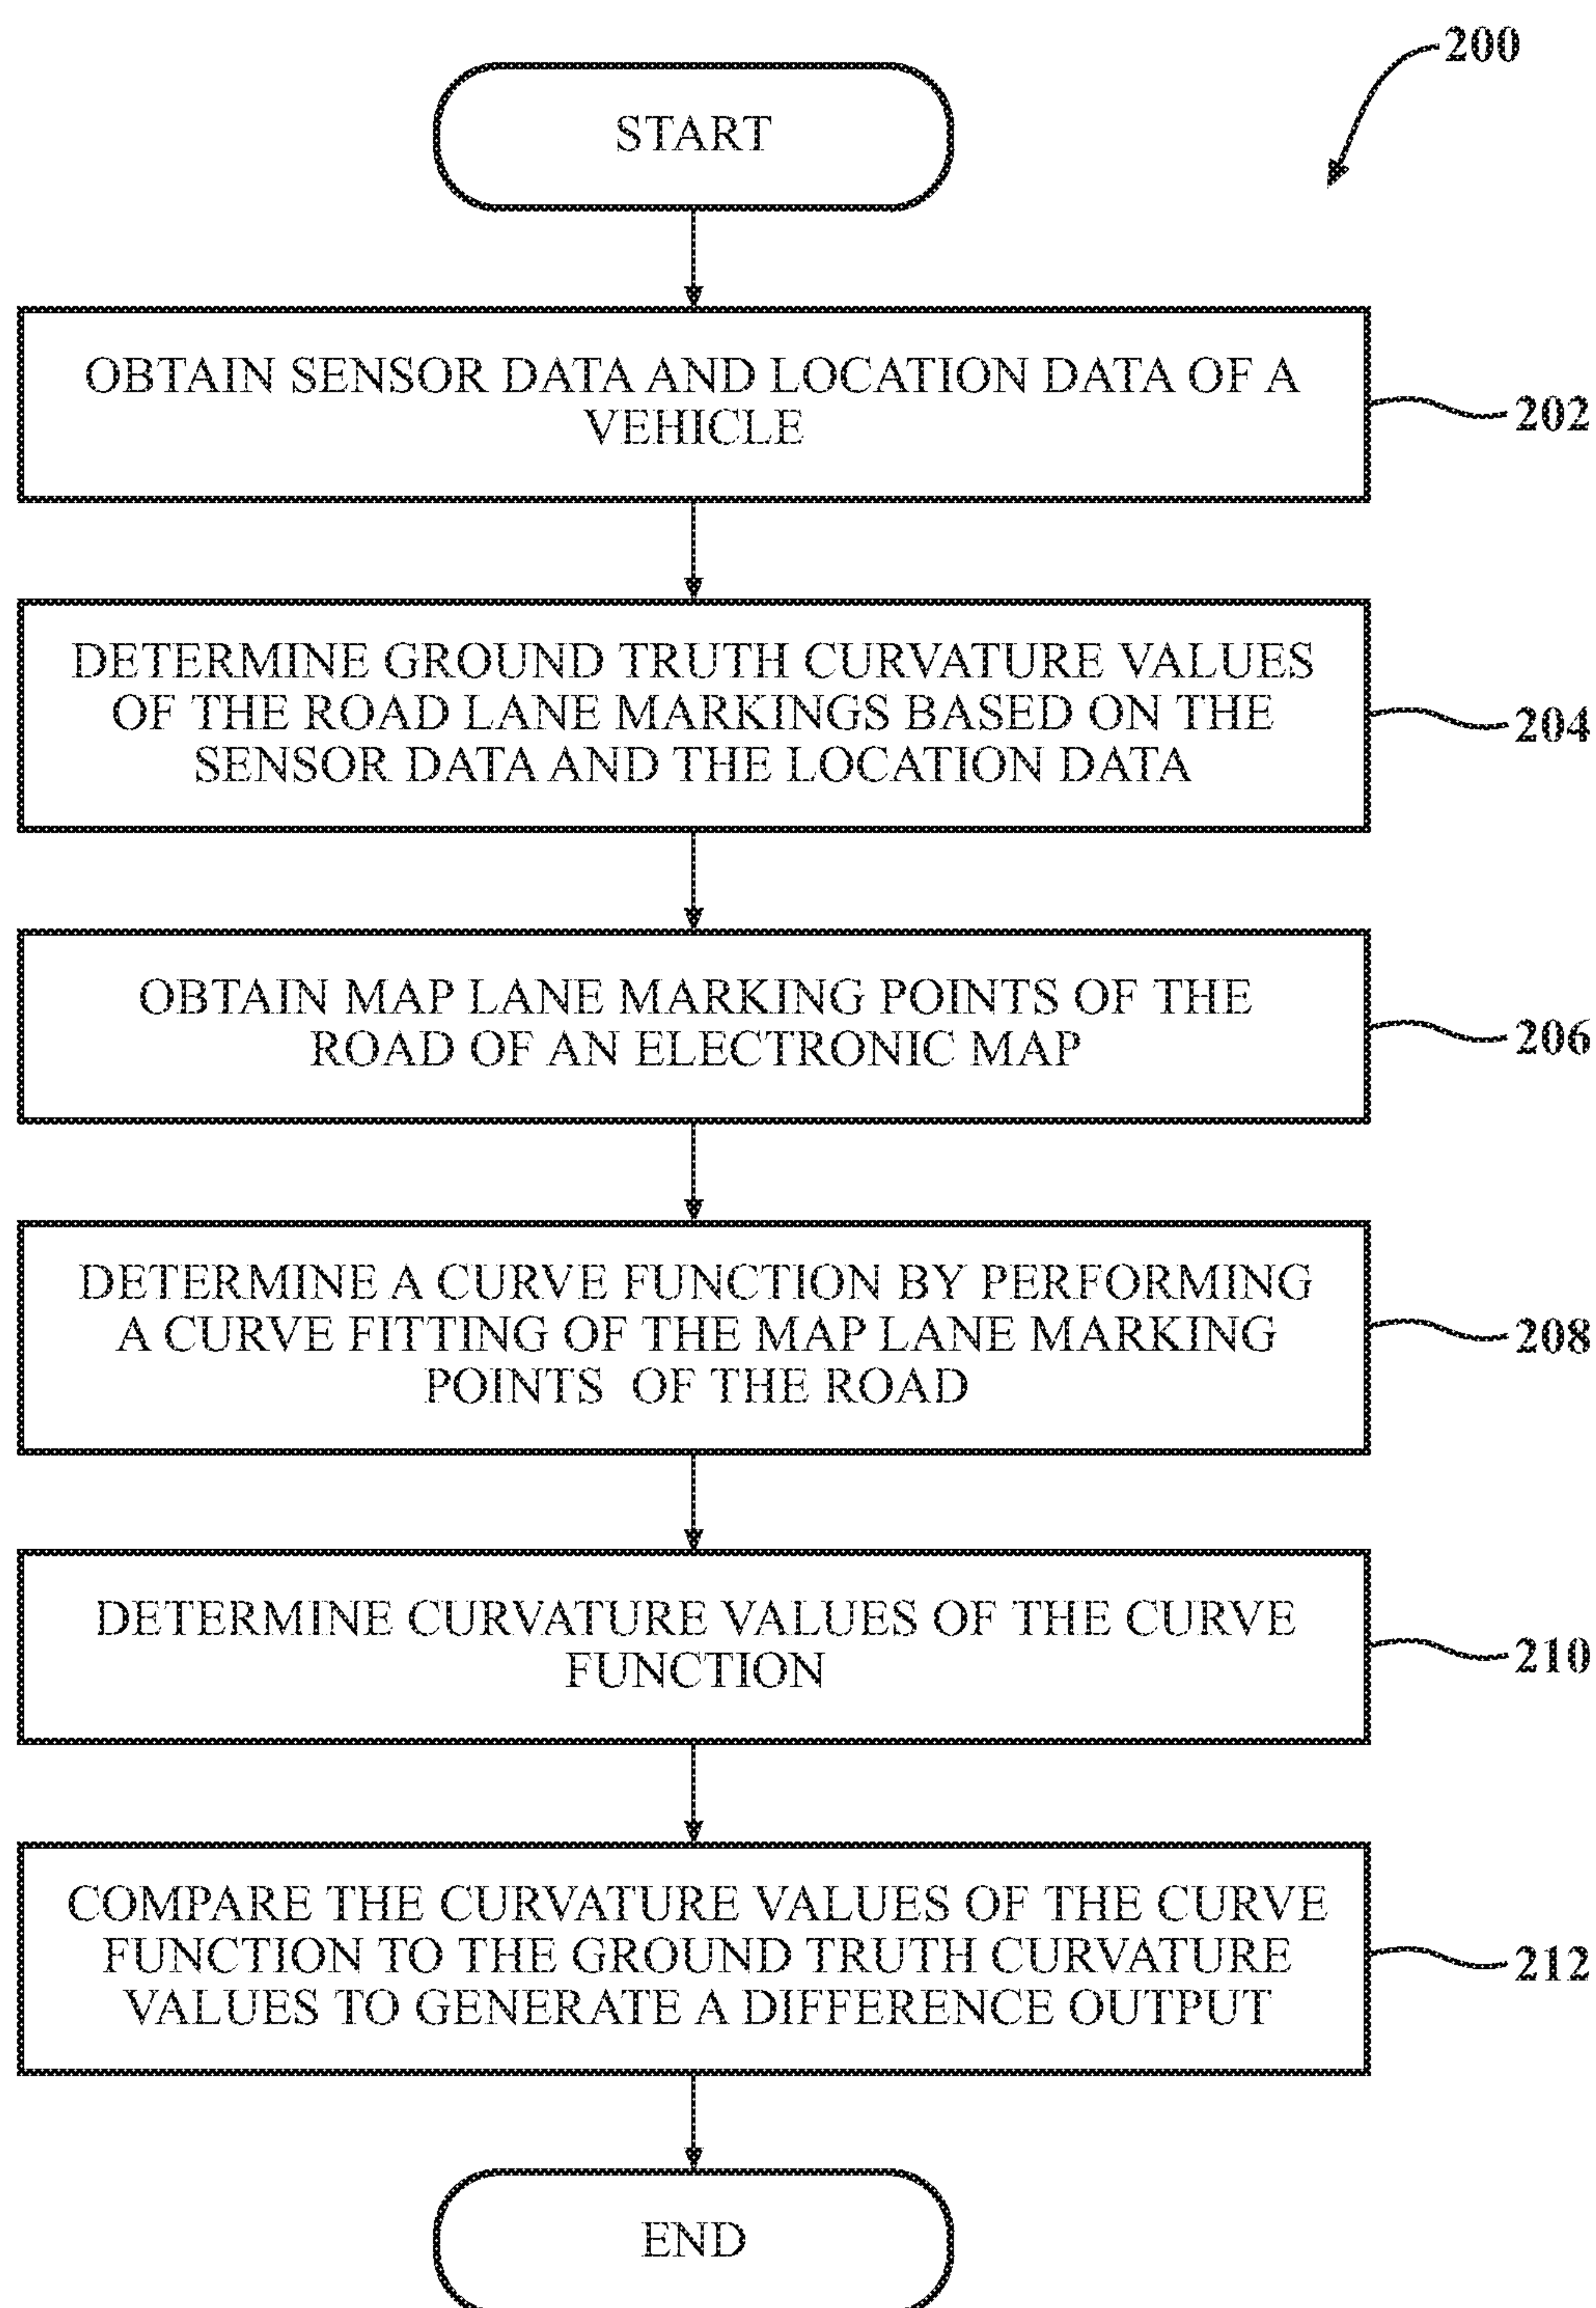 200
START
OBTAIN SENSOR DATA AND LOCATION DATA OF A
VEHICLE
202
DETERMINE GROUND TRUTH CURVATURE VALUES
OF THE ROAD LANE MARKINGS BASED ON THE
SENSOR DATA AND THE LOCATION DATA
204
OBTAIN MAP LANE MARKING POINTS OF THE
ROAD OF AN ELECTRONIC MAP
206
DETERMINE A CURVE FUNCTION BY PERFORMING
A CURVE FITTING OF THE MAP LANE MARKING
POINTS OF THE ROAD
208
DETERMINE CURVATURE VALUES OF THE CURVE
FUNCTION
210
COMPARE THE CURVATURE VALUES OF THE CURVE
FUNCTION TO THE GROUND TRUTH CURVATURE
VALUES TO GENERATE A DIFFERENCE OUTPUT
212
END